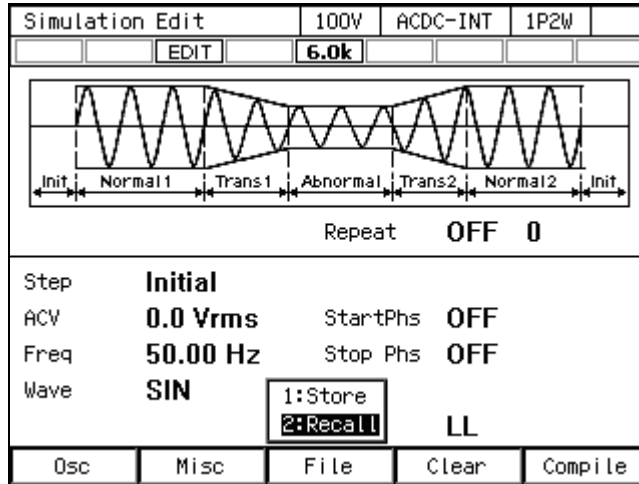 Simulation Edit 100V ACDC-INT 1P2W
EDIT 6.0k
Init Normal1 Trans1 Abnormal Trans2 Normal2 Init
Repeat OFF 0
Step Initial
ACV 0.0 Vrms StartPhs OFF
Freq 50.00 Hz Stop Phs OFF
Wave SIN
1:Store
2:Recall LL
Osc Misc File Clear Compile